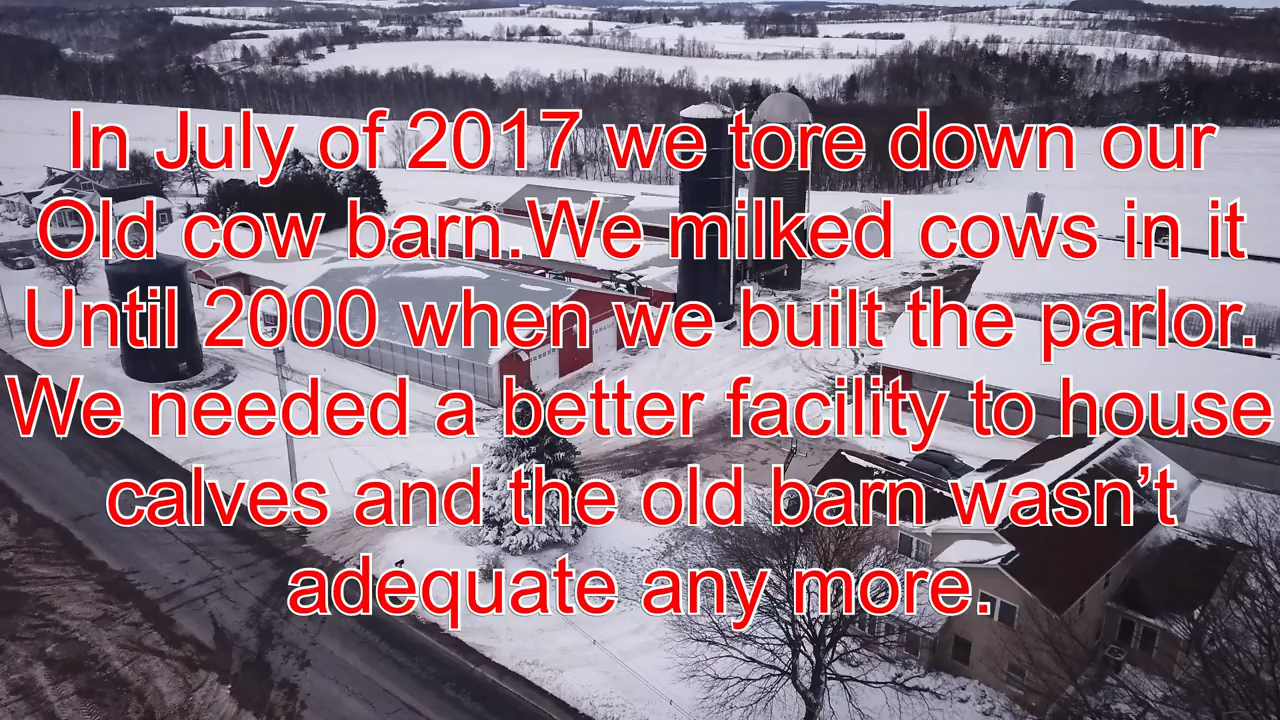 In July of 2017 we tore down our
Old cow barn.We milked cows in it
Until 2000 when we built the parlor.
We needed a better facility to house
calves and the old barn wasn’t
adequate any more.